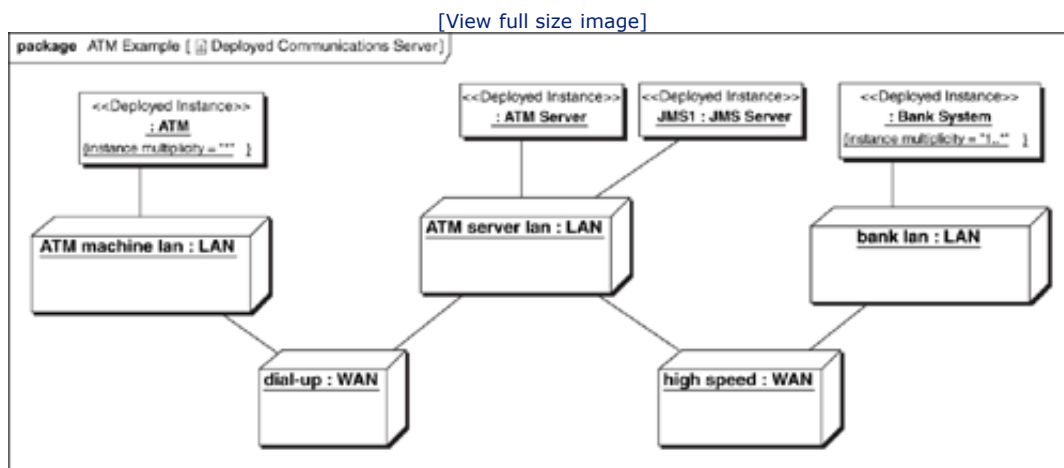 [View full size image]
package ATM Example [ Deployed Communications Server]
<<Deployed Instance>>
: ATM
{instance multiplicity = "*" }
<<Deployed Instance>>
: ATM Server
<<Deployed Instance>>
JMS1 : JMS Server
<<Deployed Instance>>
: Bank System
{instance multiplicity = "1..*" }
ATM machine lan : LAN
ATM server lan : LAN
bank lan : LAN
dial-up : WAN
high speed : WAN